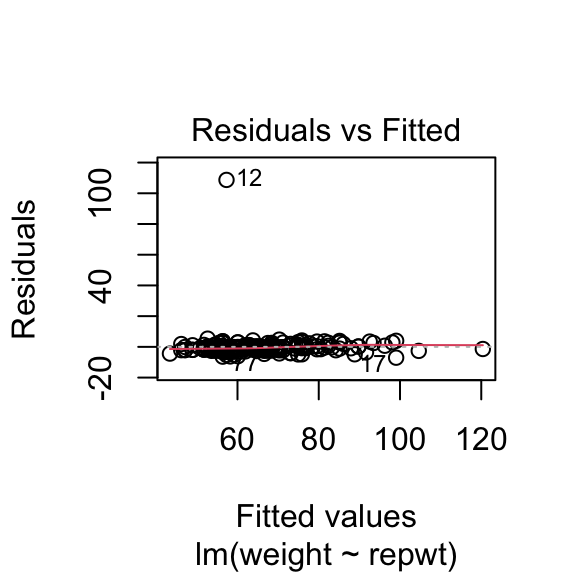 Residuals vs Fitted
Residuals
100
40
-20
12
77
17
60 80 100 120
Fitted values
lm(weight ~ repwt)